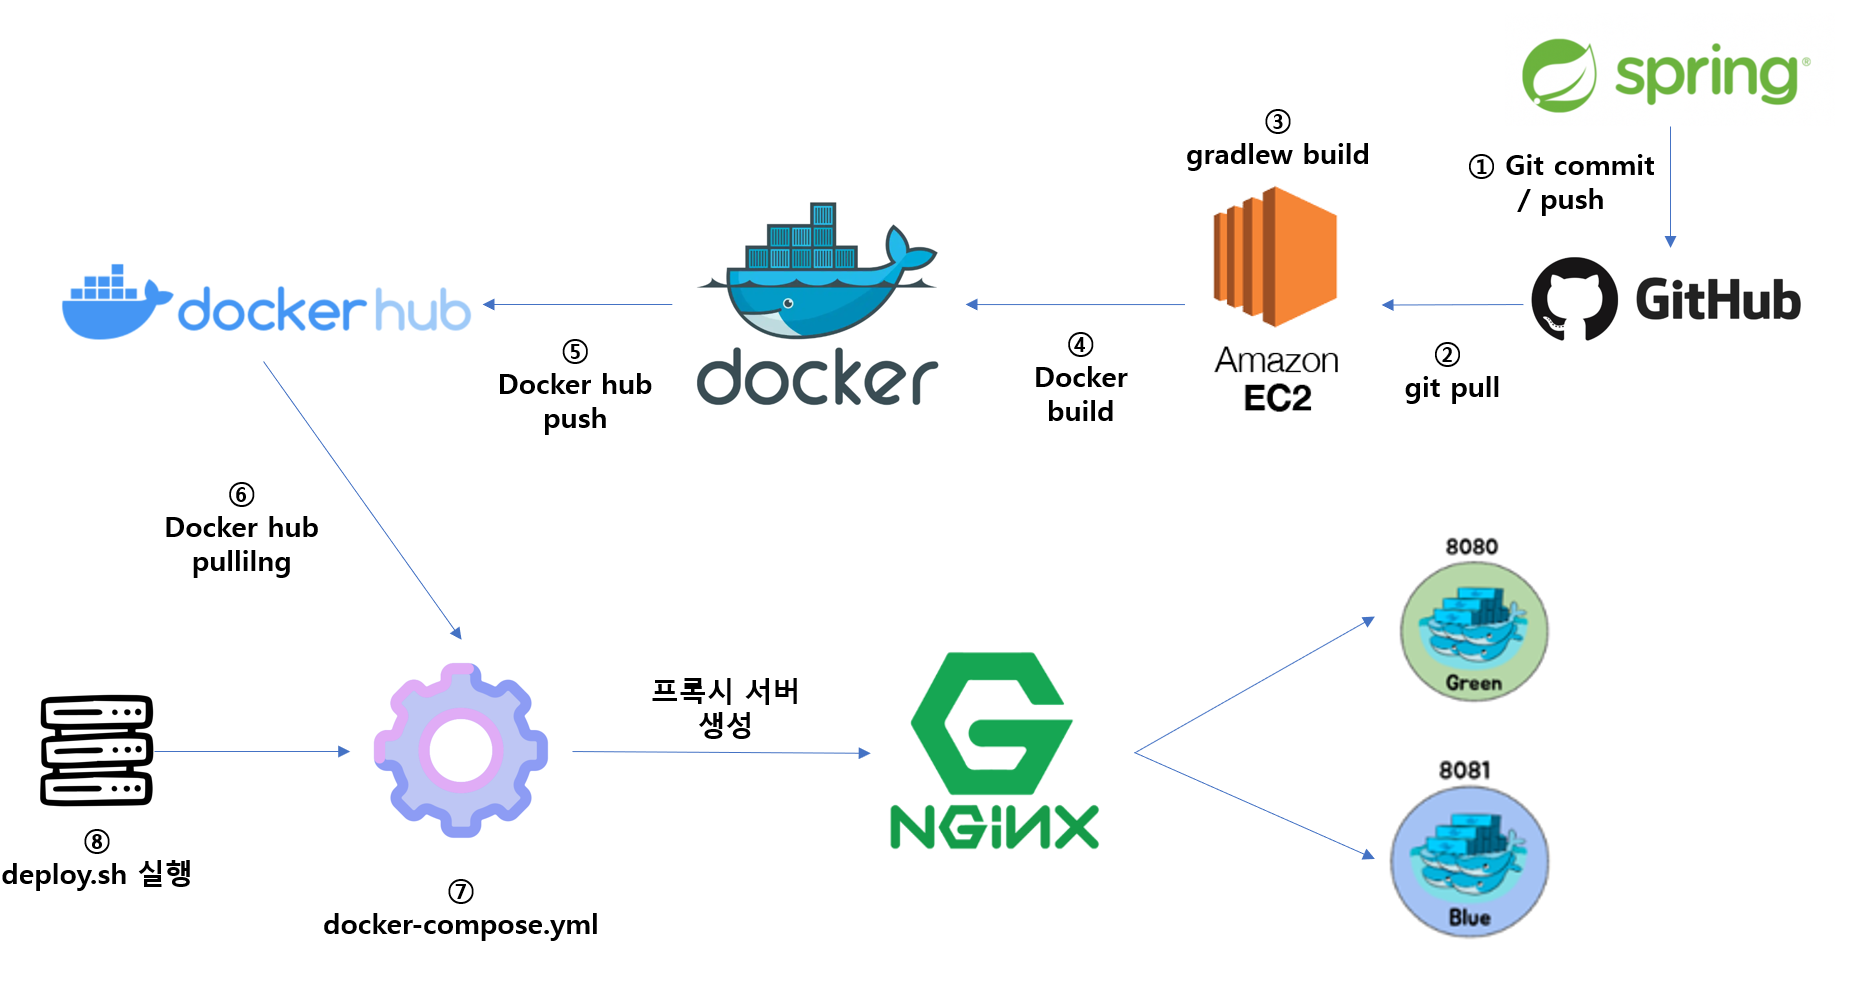 spring®
① Git commit
/ push
GitHub
②
git pull
③
gradlew build
Amazon
EC2
④
Docker
build
docker
⑤
Docker hub
push
docker hub
⑥
Docker hub
pullilng
⑧
deploy.sh 실행
⑦
docker-compose.yml
프록시 서버
생성
NGINX
8080
Green
8081
Blue